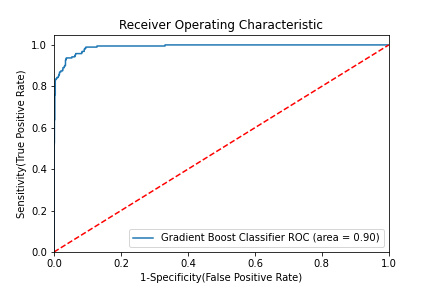 Receiver Operating Characteristic
Sensitivity(True Positive Rate)
1.0
0.8
0.6
0.4
0.2
0.0
Gradient Boost Classifier ROC (area = 0.90)
0.0 0.2 0.4 0.6 0.8 1.0
1-Specificity(False Positive Rate)